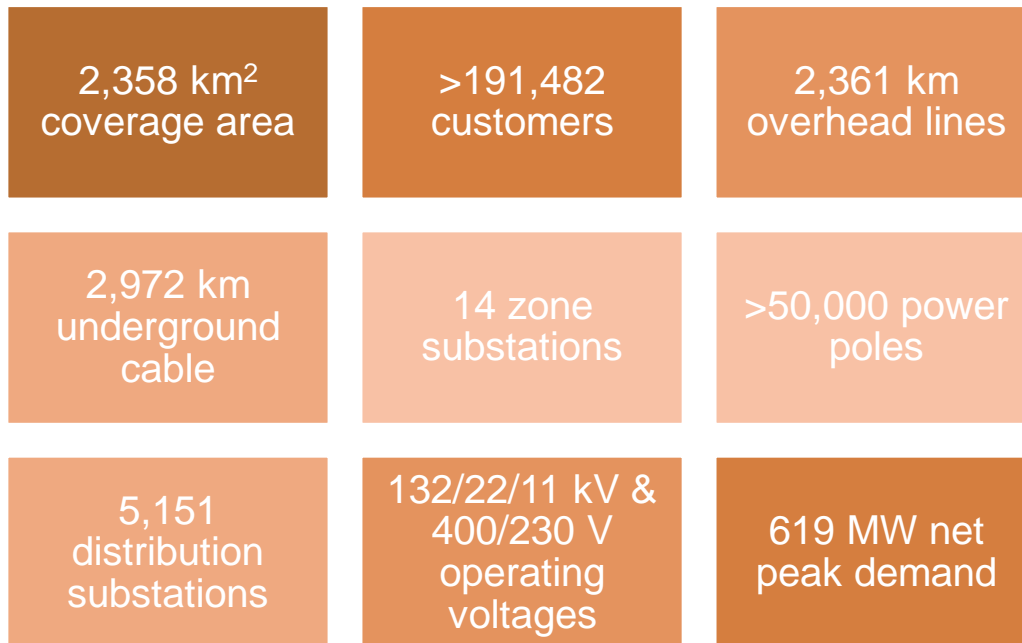 2,358 km²
coverage area
>191,482
customers
2,361 km
overhead lines
2,972 km
underground
cable
14 zone
substations
>50,000 power
poles
5,151
distribution
substations
132/22/11 kV &
400/230 V
operating
voltages
619 MW net
peak demand